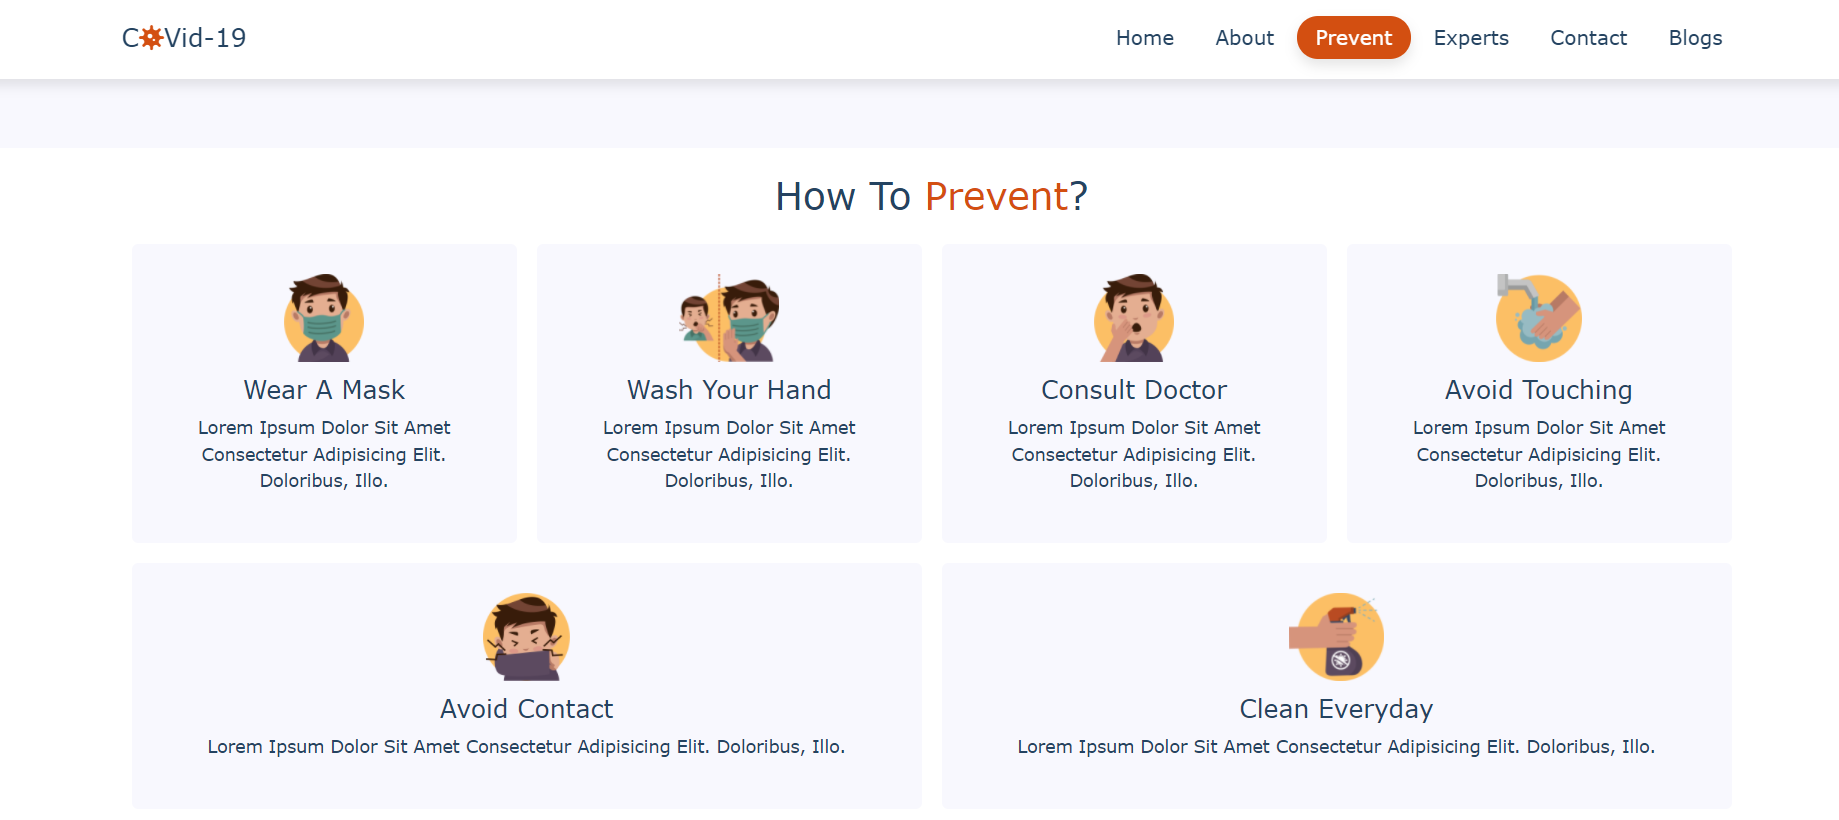 CVid-19
Home About Prevent Experts Contact Blogs
How To Prevent?
Wear A Mask
Lorem Ipsum Dolor Sit Amet
Consectetur Adipisicing Elit.
Doloribus, Illo.
Wash Your Hand
Lorem Ipsum Dolor Sit Amet
Consectetur Adipisicing Elit.
Doloribus, Illo.
Consult Doctor
Lorem Ipsum Dolor Sit Amet
Consectetur Adipisicing Elit.
Doloribus, Illo.
Avoid Touching
Lorem Ipsum Dolor Sit Amet
Consectetur Adipisicing Elit.
Doloribus, Illo.
Avoid Contact
Lorem Ipsum Dolor Sit Amet Consectetur Adipisicing Elit. Doloribus, Illo.
Clean Everyday
Lorem Ipsum Dolor Sit Amet Consectetur Adipisicing Elit. Doloribus, Illo.